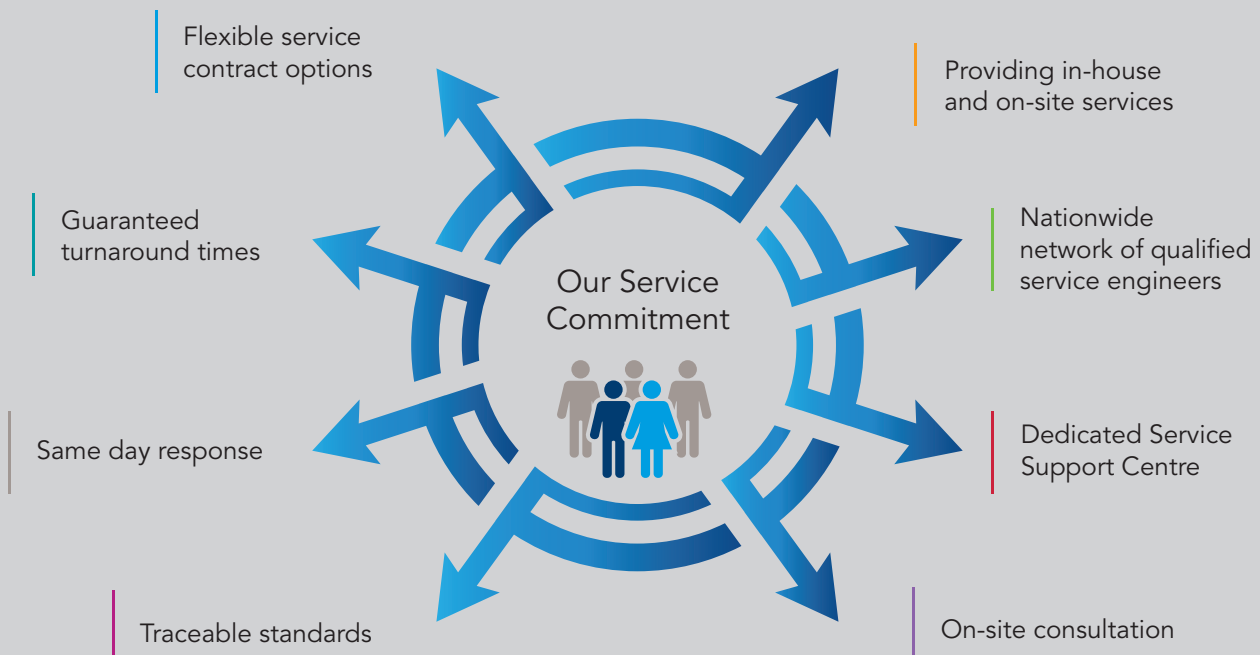 Flexible service
contract options
Providing in-house
and on-site services
Guaranteed
turnaround times
Nationwide
network of qualified
service engineers
Our Service
Commitment
Same day response
Dedicated Service
Support Centre
Traceable standards
On-site consultation